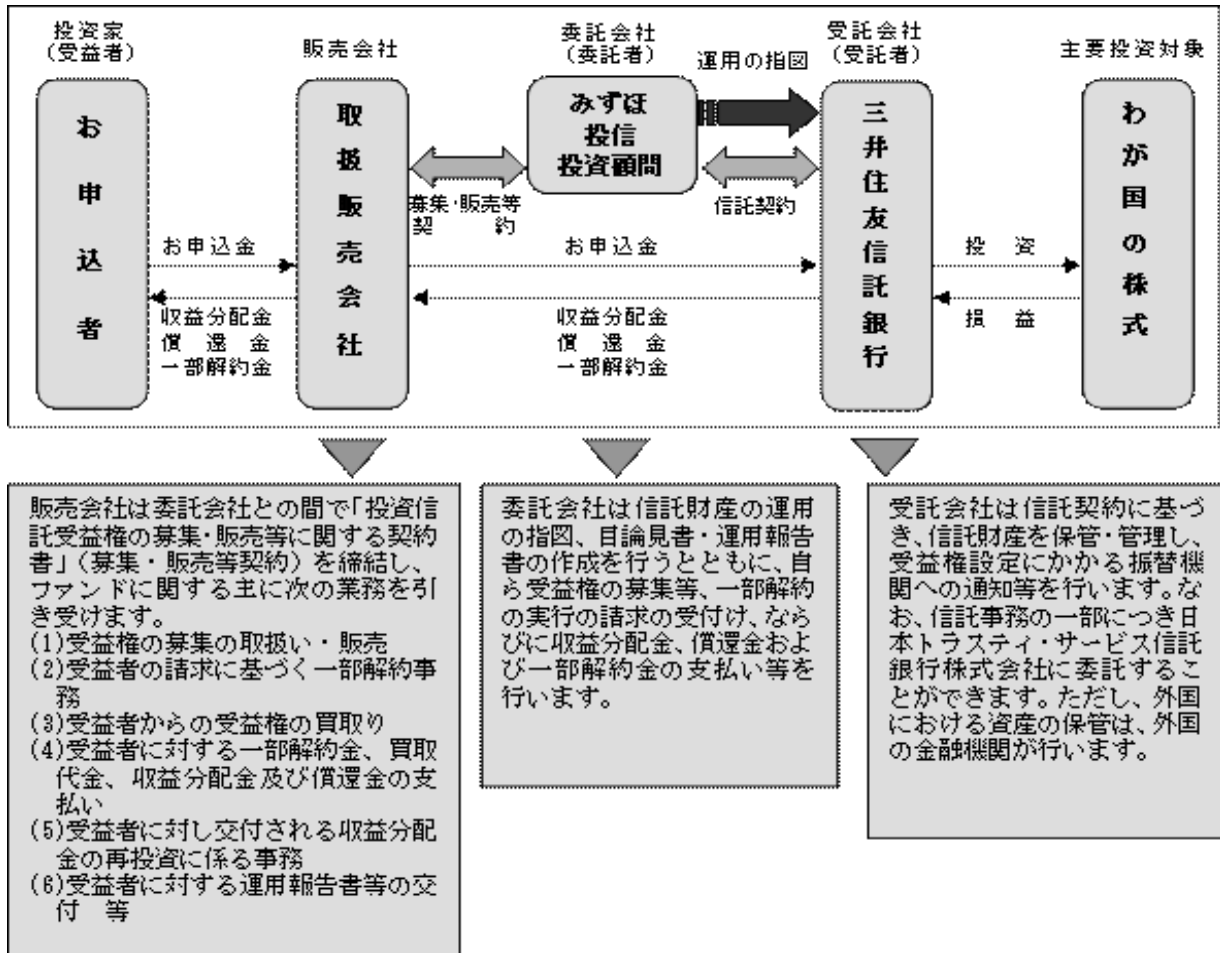 投資家
(受益者)
販売会社
委託会社
(委託者)
運用の指図
受託会社
(受託者)
主要投資対象
お申込者
取扱販売会社
みずほ
投信
投資顧問
三井住友信託銀行
わが国の株式
募集・販売等
契　約
信託契約
お申込金
お申込金
投　資
収益分配金
償　還　金
一部解約金
収益分配金
償　還　金
一部解約金
損　益
販売会社は委託会社との間で「投資信
託受益権の募集・販売等に関する契約
書」(募集・販売等契約)を締結し、
ファンドに関する主に次の業務を引
き受けます。
(1)受益権の募集の取扱い・販売
(2)受益者の請求に基づく一部解約事
務
(3)受益者からの受益権の買取り
(4)受益者に対する一部解約金、買取
代金、収益分配金及び償還金の支
払い
(5)受益者に対し交付される収益分配
金の再投資に係る事務
(6)受益者に対する運用報告書等の交
付　等
委託会社は信託財産の運用
の指図、目論見書・運用報告
書の作成を行うとともに、自
ら受益権の募集等、一部解約
の実行の請求の受付け、なら
びに収益分配金、償還金およ
び一部解約金の支払い等を
行います。
受託会社は信託契約に基づ
き、信託財産を保管・管理し、
受益権設定にかかる振替機
関への通知等を行います。な
お、信託事務の一部につき日
本トラスティ・サービス信託
銀行株式会社に委託するこ
とができます。ただし、外国
における資産の保管は、外国
の金融機関が行います。